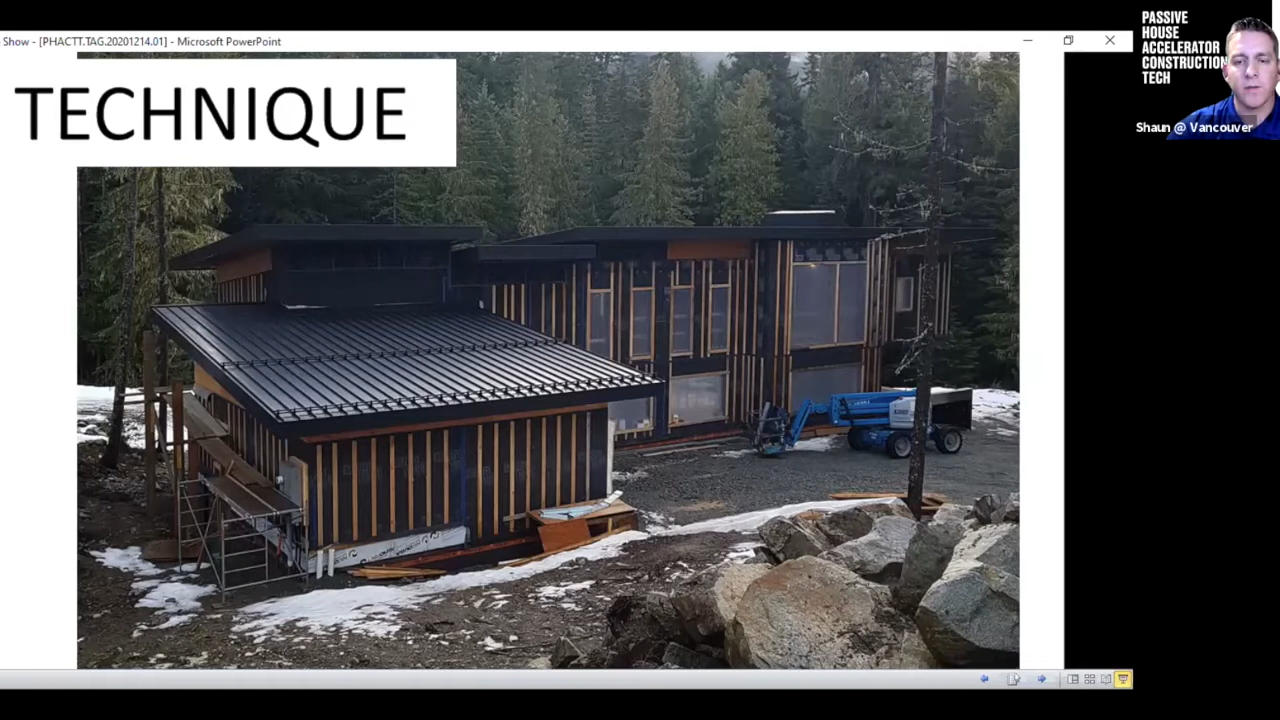 Show - [PHACTT.TAG.20201214.01] - Microsoft PowerPoint
PASSIVE
HOUSE
ACCELERATOR
CONSTRUCTION
TECH
Shaun @ Vancouver
TECHNIQUE